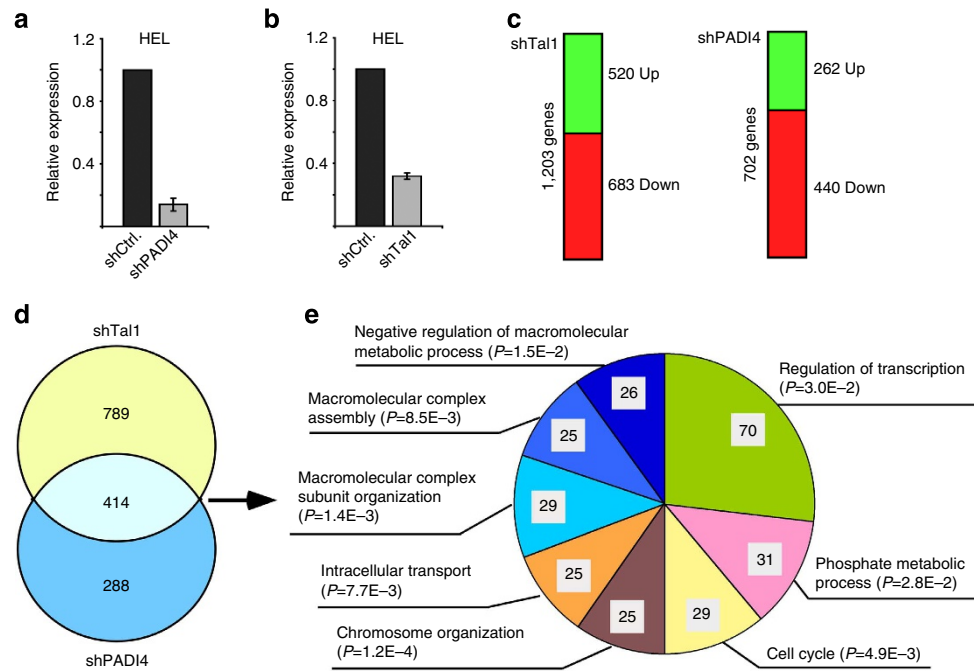 a
HEL
1.2
1.0
0.8
0.4
Relative expression
shCtrl.
shPADI4
b
HEL
1.2
1.0
0.8
0.4
Relative expression
shCtrl.
shTal1
c
shTal1
520 Up
1,203 genes
683 Down
shPADI4
262 Up
702 genes
440 Down
d
shTal1
789
414
288
shPADI4
e
Negative regulation of macromolecular
metabolic process (P=1.5E–2)
26
Macromolecular complex
assembly (P=8.5E–3)
25
Macromolecular complex
subunit organization
(P=1.4E–3)
29
Intracellular transport
(P=7.7E–3)
25
Chromosome organization
(P=1.2E–4)
25
Regulation of transcription
(P=3.0E–2)
70
Phosphate metabolic
process (P=2.8E–2)
31
Cell cycle (P=4.9E–3)
29